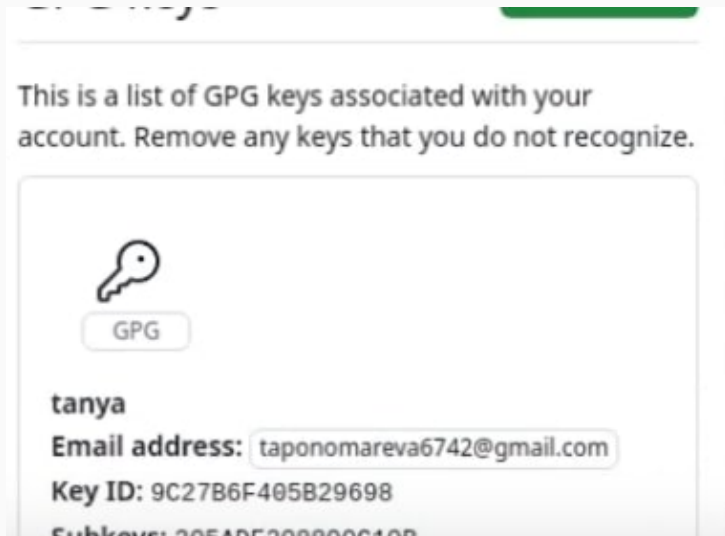 This is a list of GPG keys associated with your
account. Remove any keys that you do not recognize.
GPG
tanya
Email address: taponomareva6742@gmail.com
Key ID: 9C27B6F405B29698